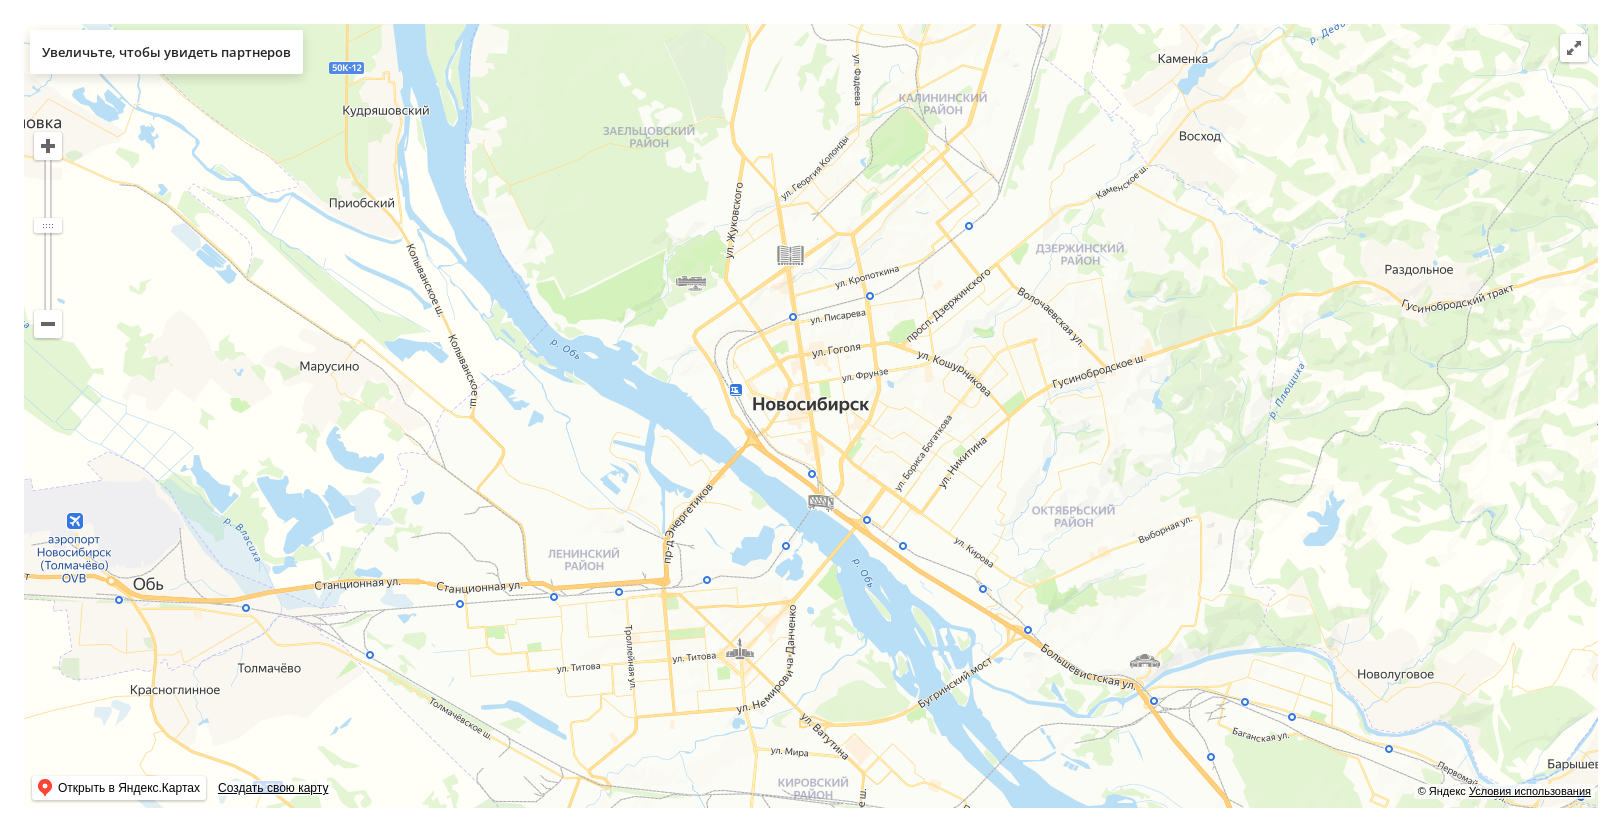 Увеличьте, чтобы увидеть партнеров
50К-12
Кудряшовский
Приобский
Колыванское ш.
Колыванское ш.
Марусино
р. Обь
ЗАЕЛЬЦОВСКИЙ
РАЙОН
ул. Фадеева
КАЛИНИНСКИЙ
РАЙОН
ул. Георгия Колонды
ул. Жуковского
ул. Кропоткина
ул. Писарева
просп. Дзержинского
ул. Гоголя
ул. Фрунзе
ул. Кошурникова
Новосибирск
Каменка
Восход
Каменское ш.
ДЗЕРЖИНСКИЙ
РАЙОН
Волочаевская ул.
Гусинобродское ш.
Гусинобродский тракт
Раздольное
р. Плющиха
ул. Бориса Богаткова
ул. Никитина
ОКТЯБРЬСКИЙ
РАЙОН
Выборная ул.
ул. Кирова
аэропорт
Новосибирск
(Толмачёво)
OVB
р. Власиха
Обь
Станционная ул.
Станционная ул.
ЛЕНИНСКИЙ
РАЙОН
пр-д Энергетиков
р. Обь
Троллейная ул.
ул. Титова
ул. Титова
ул. Немировича-Данченко
Бугринский мост
Большевистская ул.
Толмачёво
Красноглинное
Толмачёвское ш.
ул. Ватутина
ул. Мира
КИРОВСКИЙ
РАЙОН
Новолуговое
Баганская ул.
Открыть в Яндекс.Картах
Создать свою карту
© Яндекс Условия использования